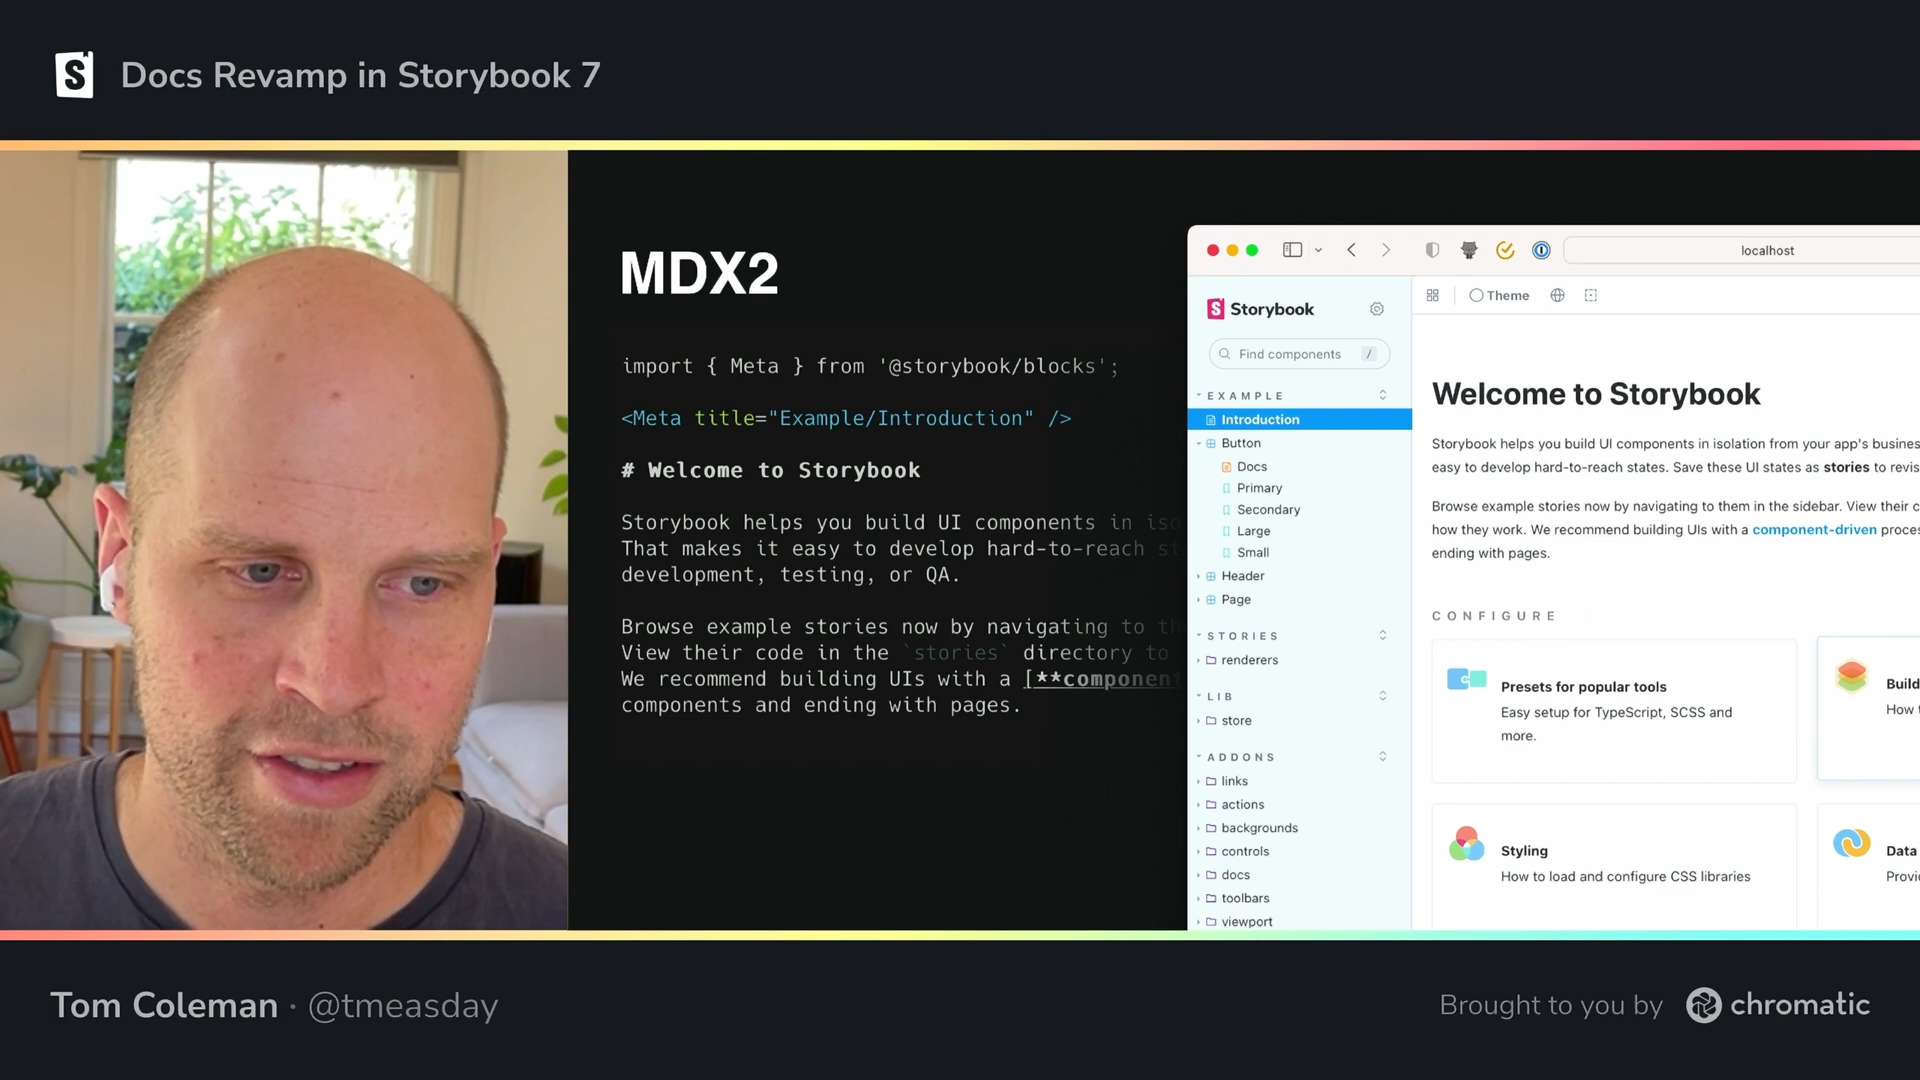 Docs Revamp in Storybook 7
MDX2
import { Meta } from '@storybook/blocks';
<Meta title="Example/Introduction" />
# Welcome to Storybook
Storybook helps you build UI components in iso
That makes it easy to develop hard-to-reach st
development, testing, or QA.
Browse example stories now by navigating to th
View their code in the `stories` directory to
We recommend building UIs with a [**component
components and ending with pages.
localhost
Storybook
Theme
Find components /
EXAMPLE
Introduction
Button
Docs
Primary
Secondary
Large
Small
Header
Page
STORIES
renderers
LIB
store
ADDONS
links
actions
backgrounds
controls
docs
toolbars
viewport
Welcome to Storybook
Storybook helps you build UI components in isolation from your app's busines
easy to develop hard-to-reach states. Save these UI states as stories to revis
Browse example stories now by navigating to them in the sidebar. View their c
how they work. We recommend building UIs with a component-driven proce
ending with pages.
CONFIGURE
Presets for popular tools
Easy setup for TypeScript, SCSS and
more.
Build
How t
Styling
How to load and configure CSS libraries
Data
Provi
Tom Coleman · @tmeasday
Brought to you by chromatic